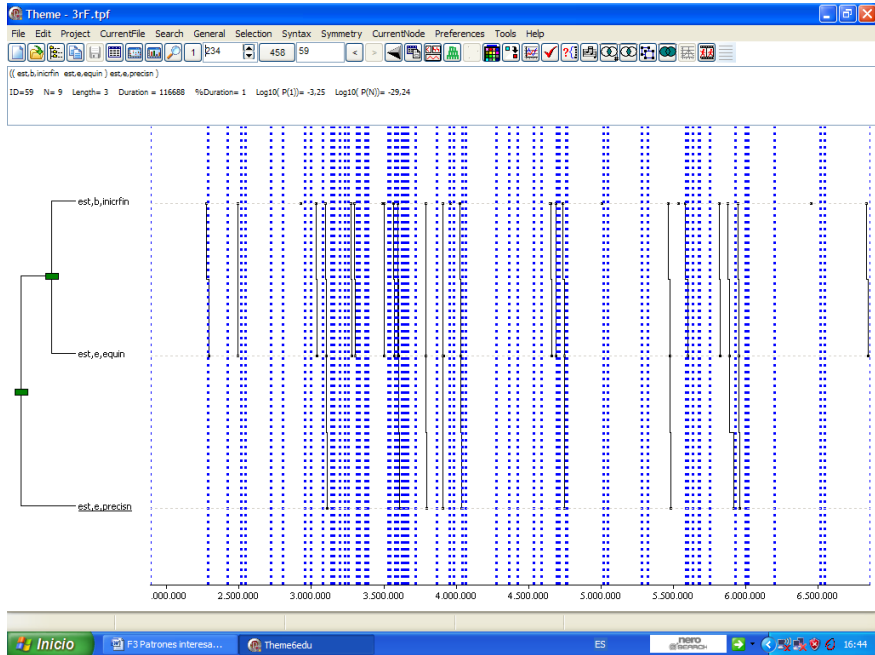 Theme - 3rF.tpf
File Edit Project CurrentFile Search General Selection Syntax Symmetry CurrentNode Preferences Tools Help
1 234 458 59 < >
(( est,b,inicrfin est,e,equin ) est,e,precisn )
ID=59 N= 9 Length= 3 Duration = 116688 %Duration= 1 Log10( P(1))= -3,25 Log10( P(N))= -29,24
est,b,inicrfin
est,e,equin
est,e,precisn
.000.000 2.500.000 3.000.000 3.500.000 4.000.000 4.500.000 5.000.000 5.500.000 6.000.000 6.500.000
Inicio F3 Patrones interesa... Theme6edu ES nero SEARCH 16:44